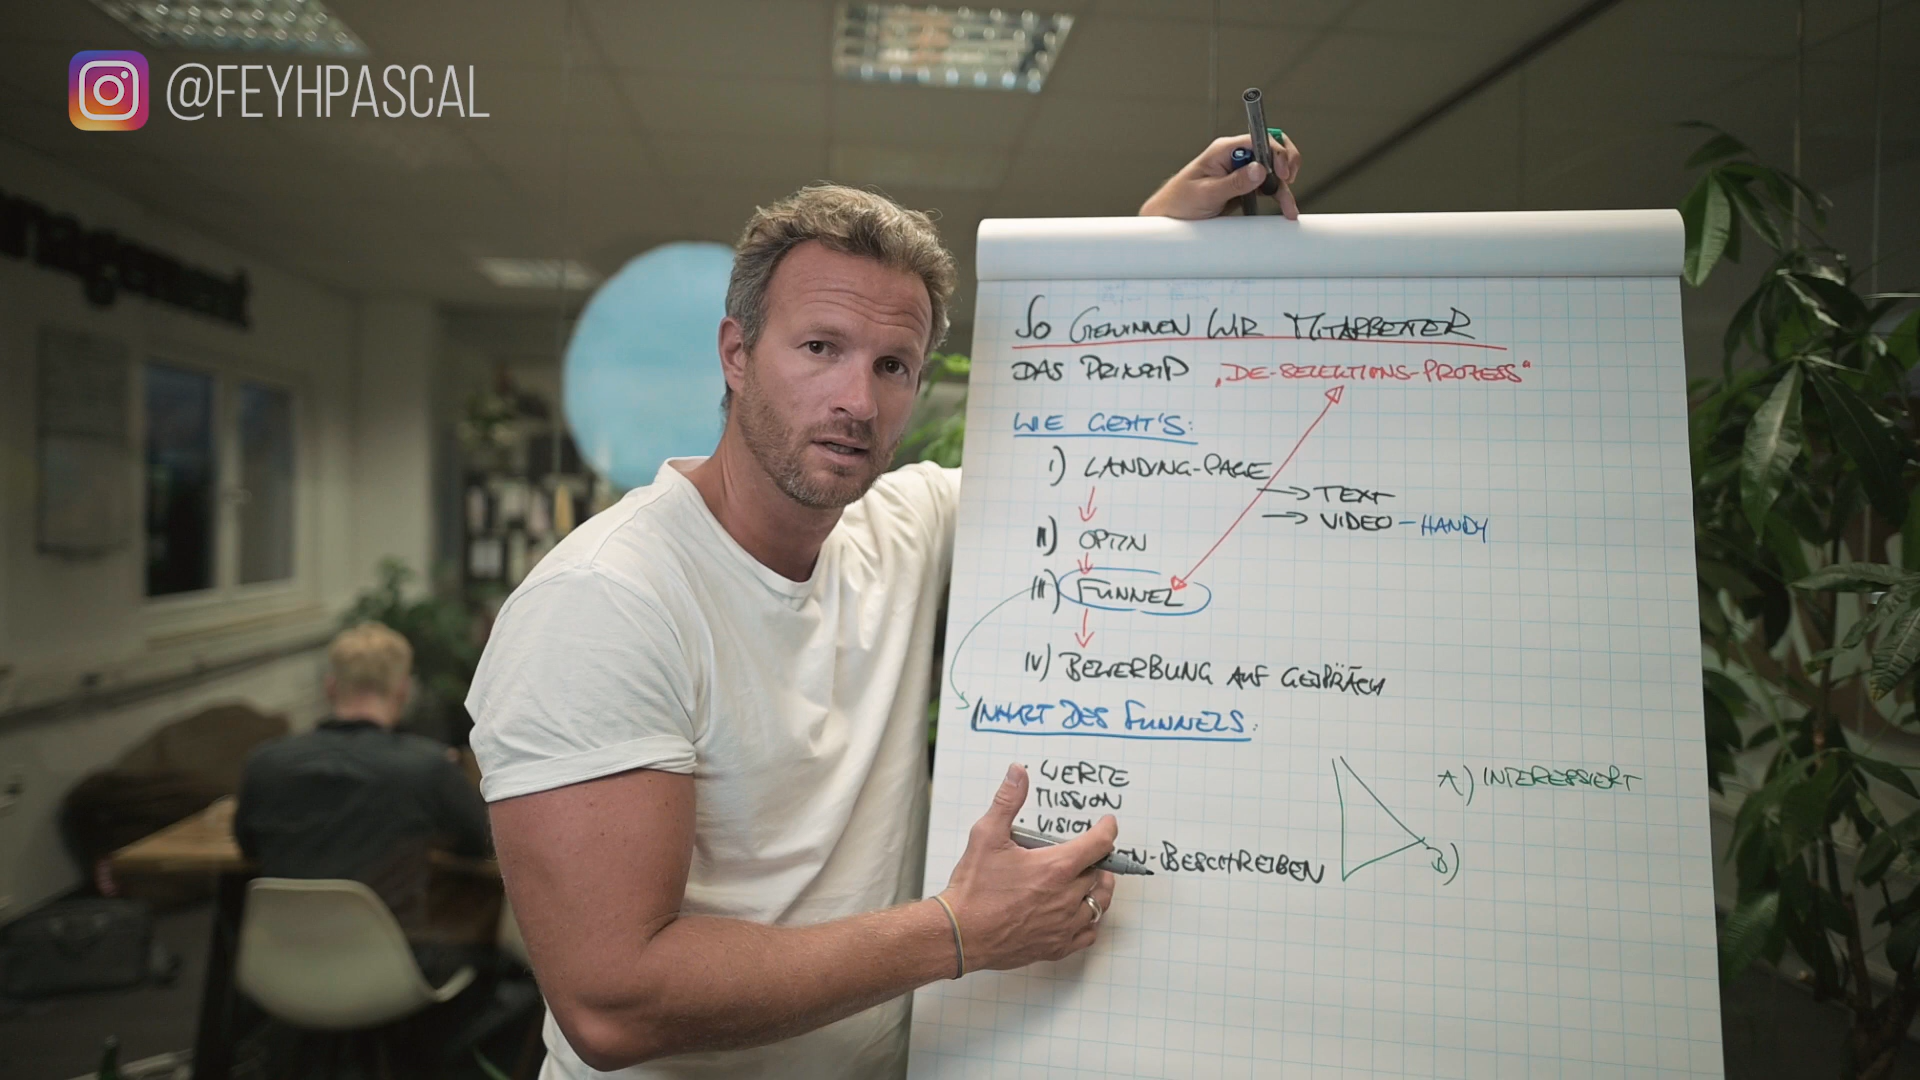 @FEYHPASCAL
nagement
SO GEWINNEN WIR MITARBEITER
DAS PRINZIP „DE-SELEKTIONS-PROZESS"
WIE GEHT'S:
I) LANDING-PAGE
→ TEXT
→ VIDEO - HANDY
II) OPTIN
III) FUNNEL
IV) BEWERBUNG AUF GESPRÄCH
INHALT DES FUNNELS:
· WERTE
· MISSION
· VISION
-BESCHREIBEN
A) INTERESSIERT
B)